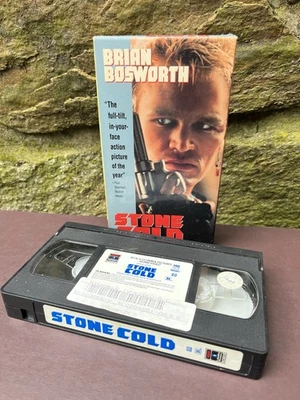 BRIAN
BOSWORTH
"The
full-tilt,
in-your-
face
action
picture
of the
year"
STONE
COLD
STONE
COLD
STONE COLD